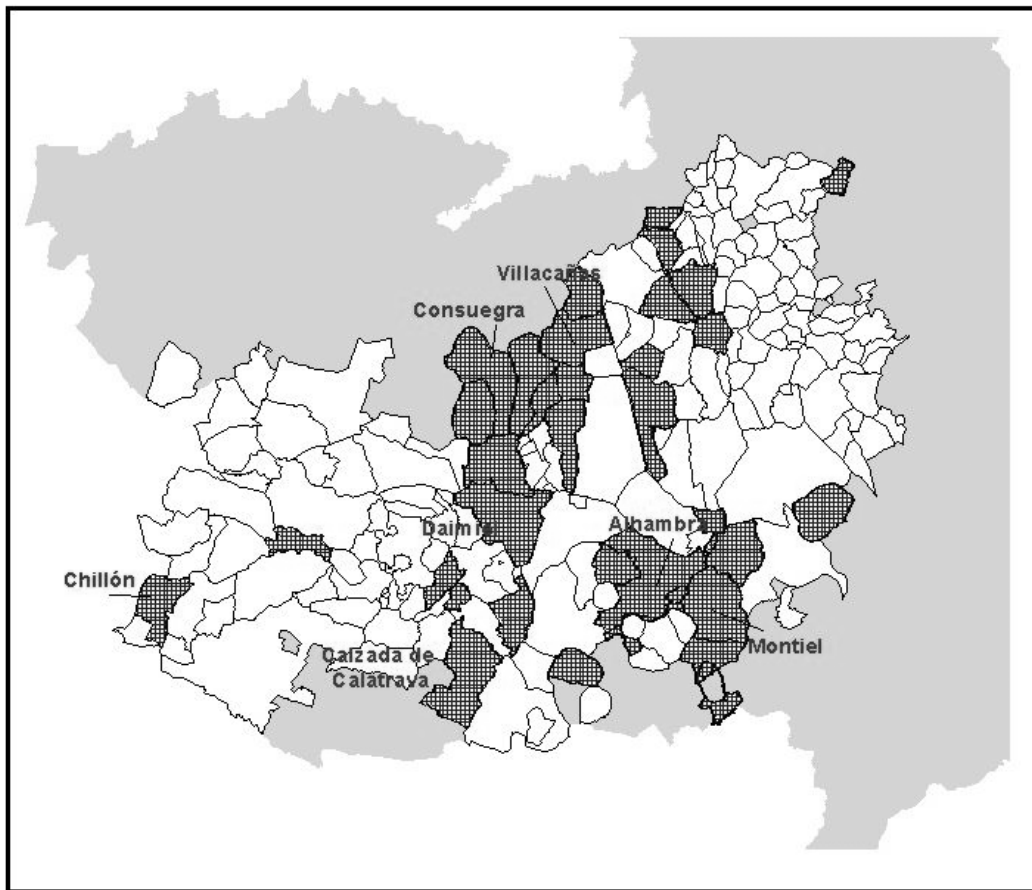 Villacañas
Consuegra
Daimiel
Alhambra
Chillón
Calzada de
Calatrava
Montiel